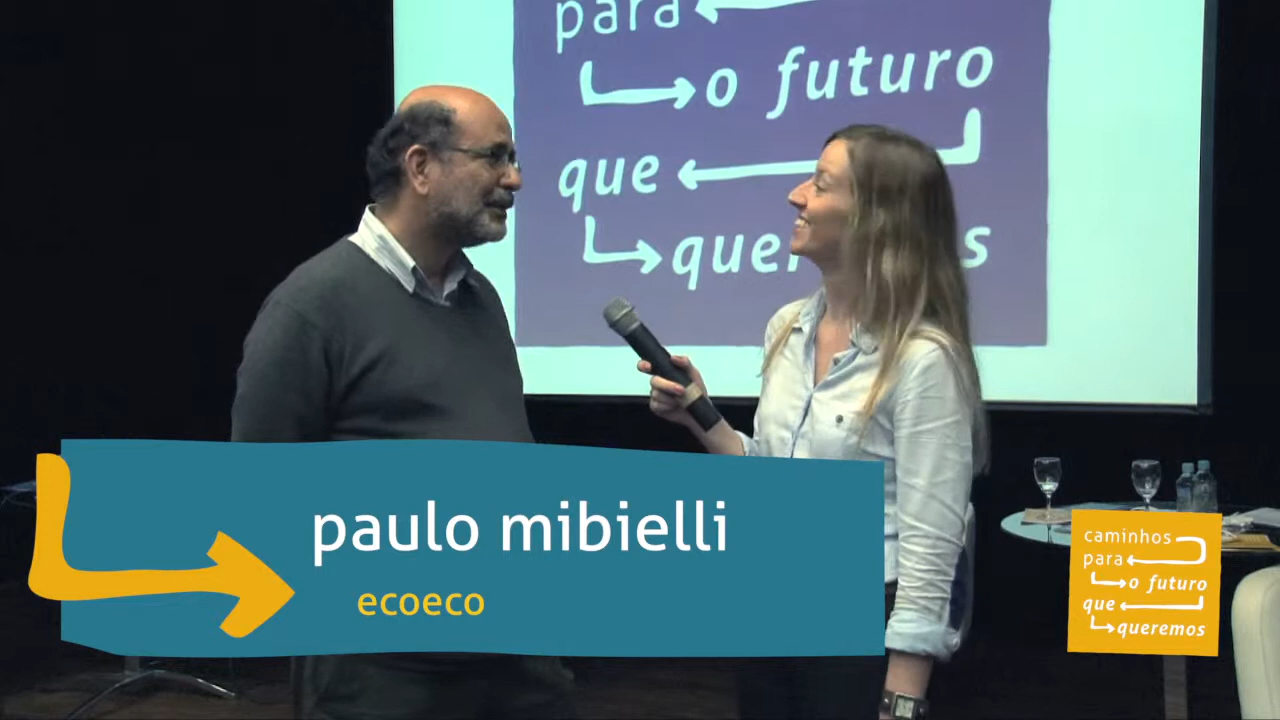 para
o futuro
que
paulo mibielli
ecoeco
caminhos
para
o futuro
que
queremos